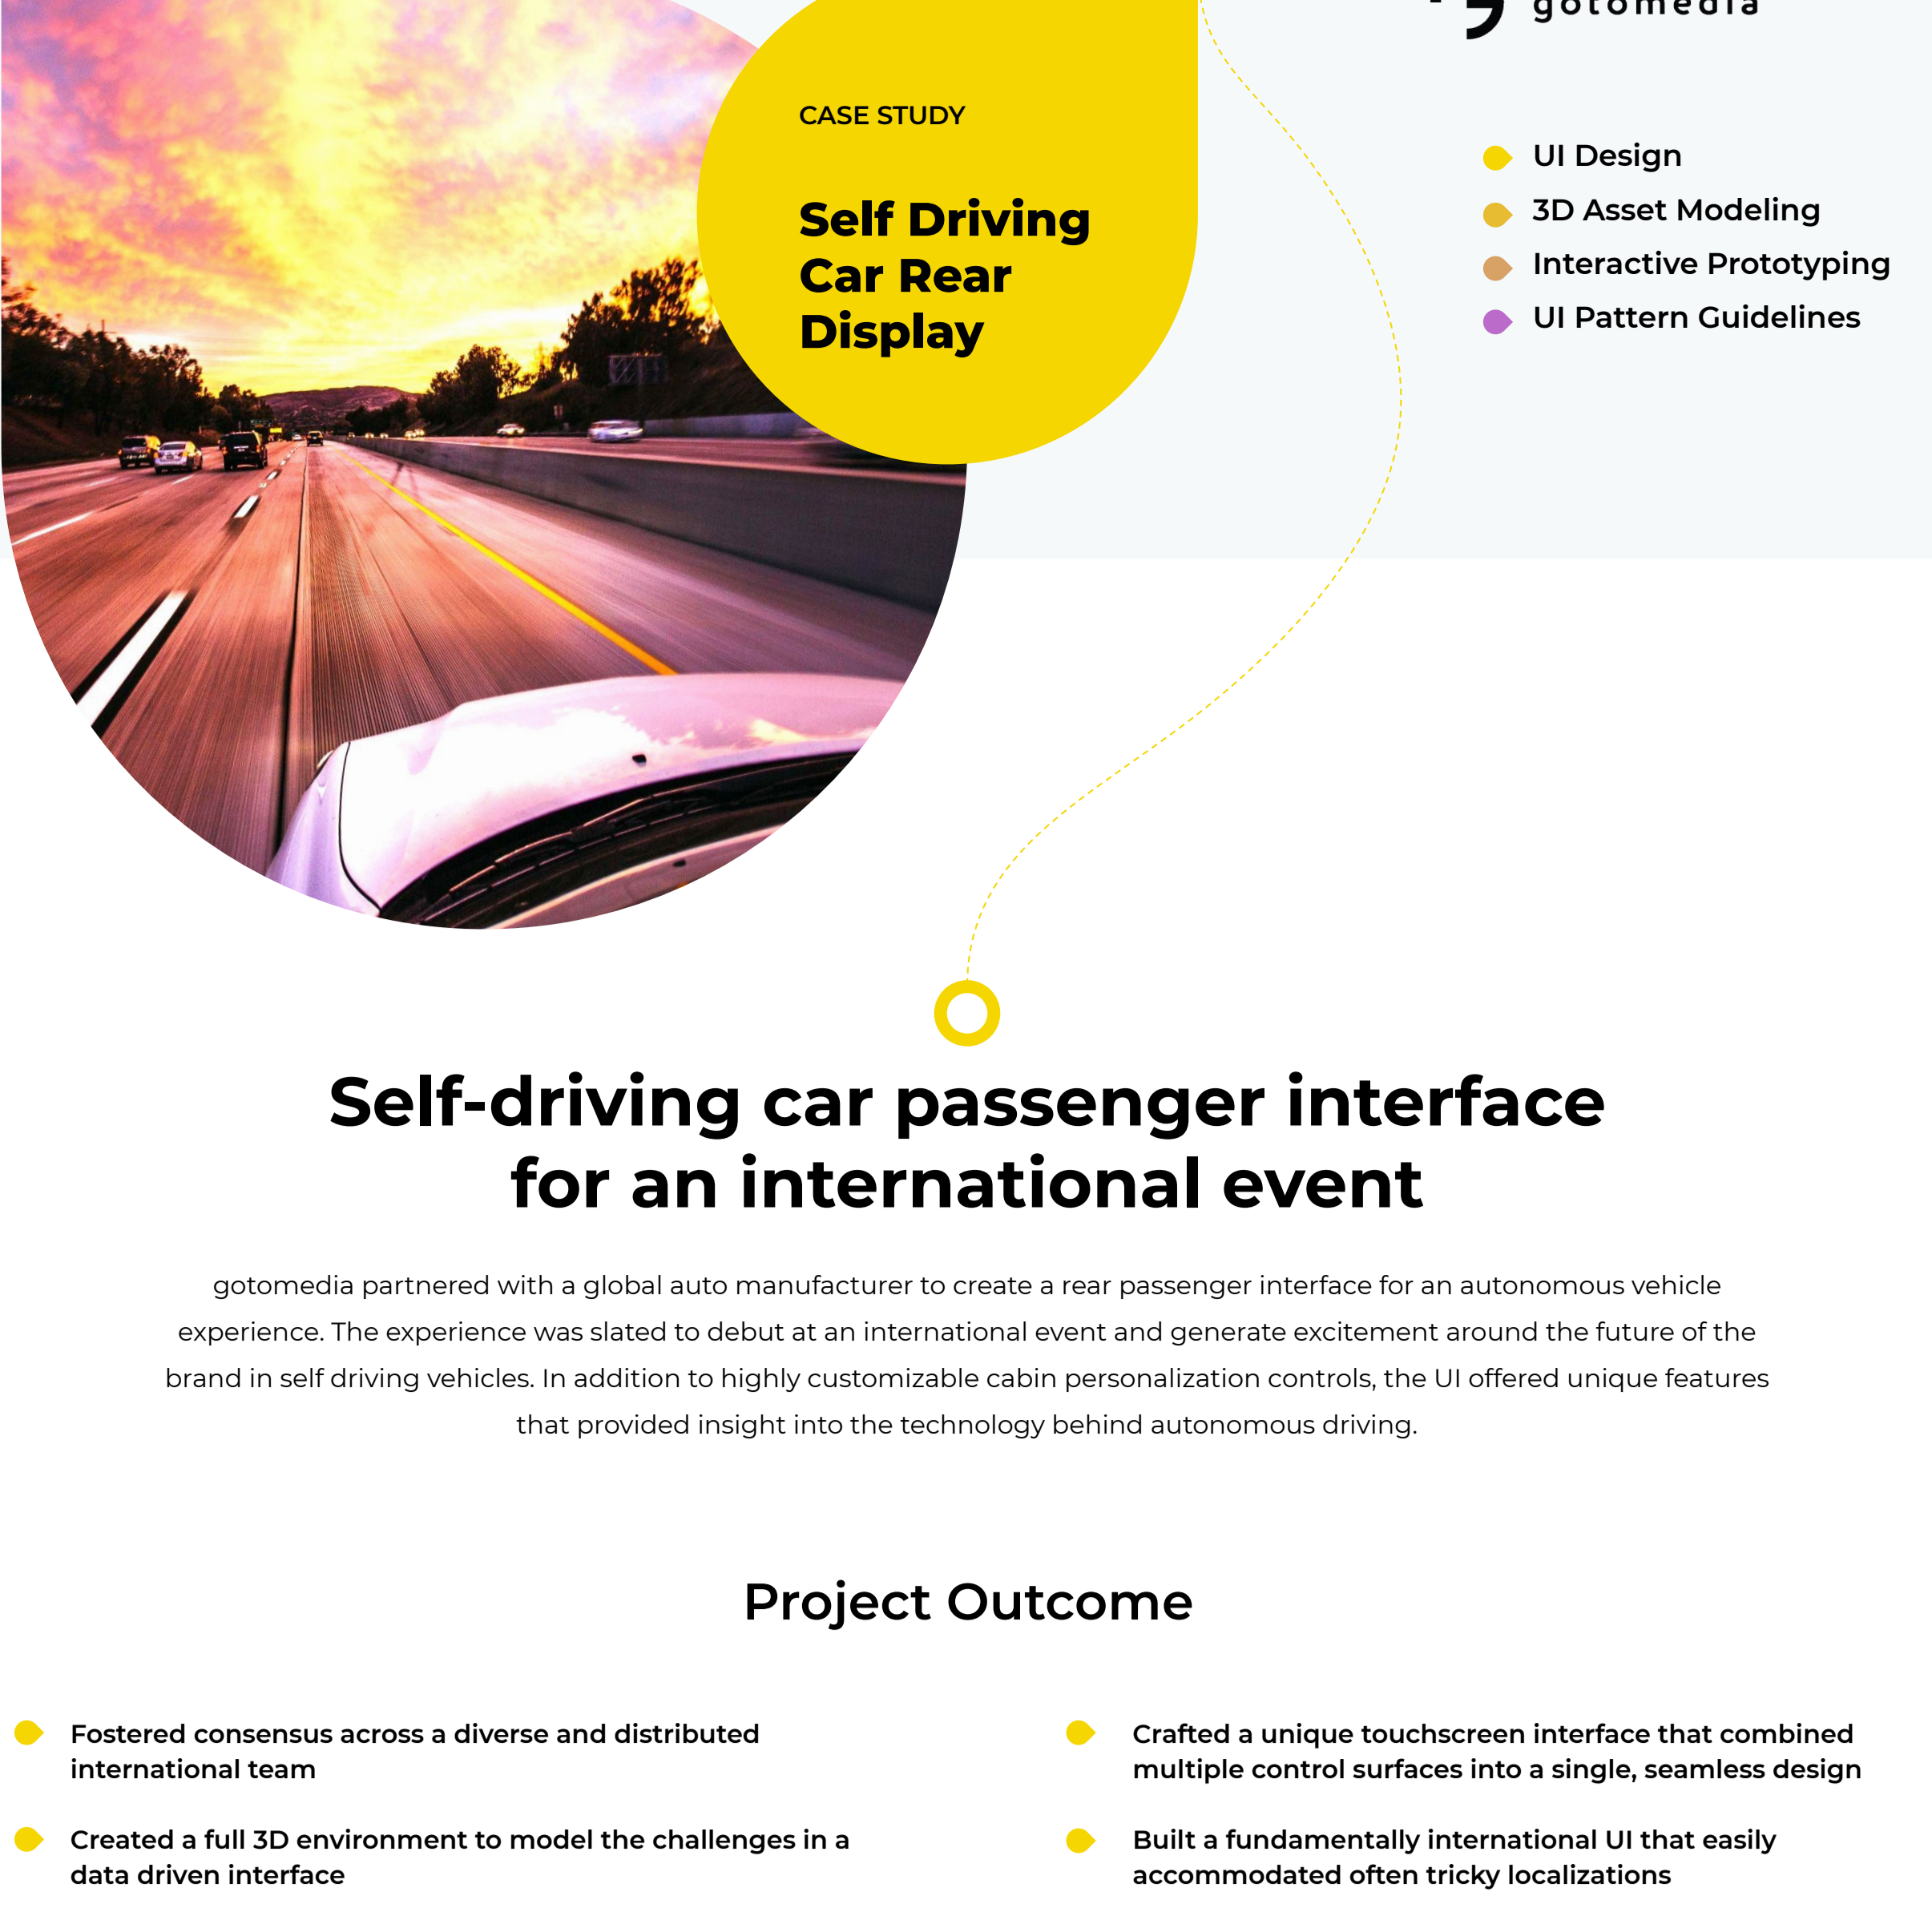 gotomedia
CASE STUDY
Self Driving
Car Rear
Display
UI Design
3D Asset Modeling
Interactive Prototyping
UI Pattern Guidelines
Self-driving car passenger interface
for an international event
gotomedia partnered with a global auto manufacturer to create a rear passenger interface for an autonomous vehicle
experience. The experience was slated to debut at an international event and generate excitement around the future of the
brand in self driving vehicles. In addition to highly customizable cabin personalization controls, the UI offered unique features
that provided insight into the technology behind autonomous driving.
Project Outcome
Fostered consensus across a diverse and distributed
international team
Created a full 3D environment to model the challenges in a
data driven interface
Crafted a unique touchscreen interface that combined
multiple control surfaces into a single, seamless design
Built a fundamentally international UI that easily
accommodated often tricky localizations